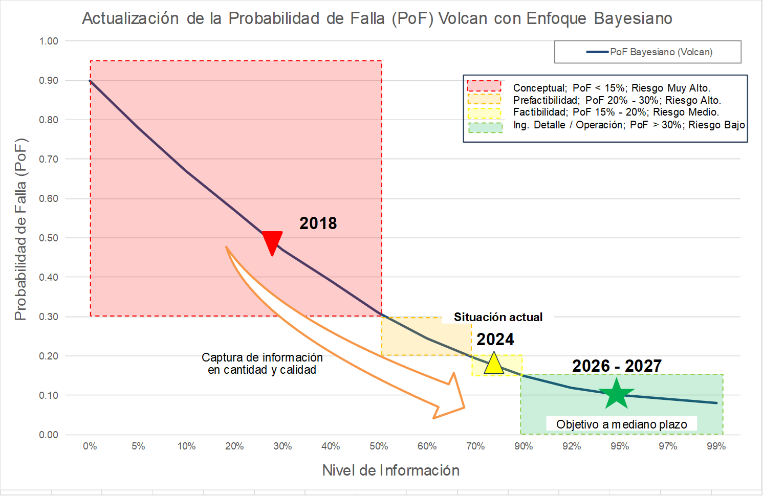 Actualización de la Probabilidad de Falla (PoF) Volcan con Enfoque Bayesiano
1.00
0.90
0.80
0.70
0.60
0.50
0.40
0.30
0.20
0.10
0.00
Probabilidad de Falla (PoF)
PoF Bayesiano (Volcan)
Conceptual; PoF < 15%; Riesgo Muy Alto.
Prefactibilidad; PoF 20% - 30%; Riesgo Alto.
Factibilidad; PoF 15% - 20%; Riesgo Medio.
Ing. Detalle / Operación; PoF > 30%; Riesgo Bajo
2018
Situación actual
2024
Captura de información
en cantidad y calidad
2026 - 2027
Objetivo a mediano plazo
0% 5% 10% 20% 30% 40% 50% 60% 70% 90% 92% 95% 97% 99%
Nivel de Información